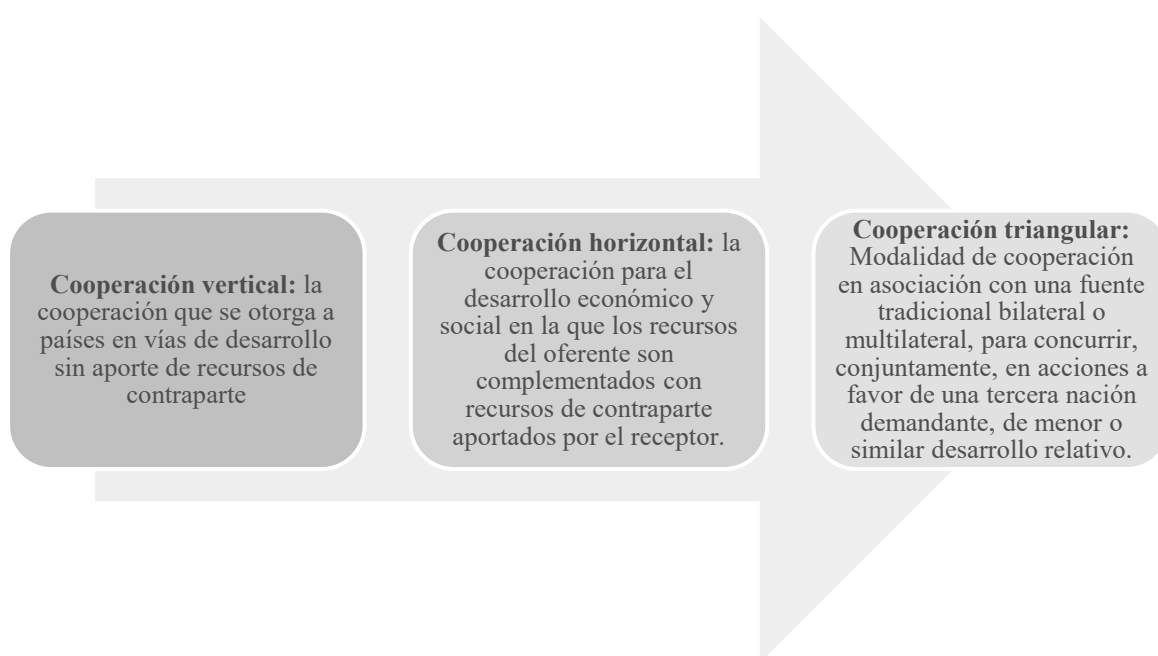 Cooperación vertical: la
cooperación que se otorga a
países en vías de desarrollo
sin aporte de recursos de
contraparte
Cooperación horizontal: la
cooperación para el
desarrollo económico y
social en la que los recursos
del oferente son
complementados con
recursos de contraparte
aportados por el receptor.
Cooperación triangular:
Modalidad de cooperación
en asociación con una fuente
tradicional bilateral o
multilateral, para concurrir,
conjuntamente, en acciones a
favor de una tercera nación
demandante, de menor o
similar desarrollo relativo.